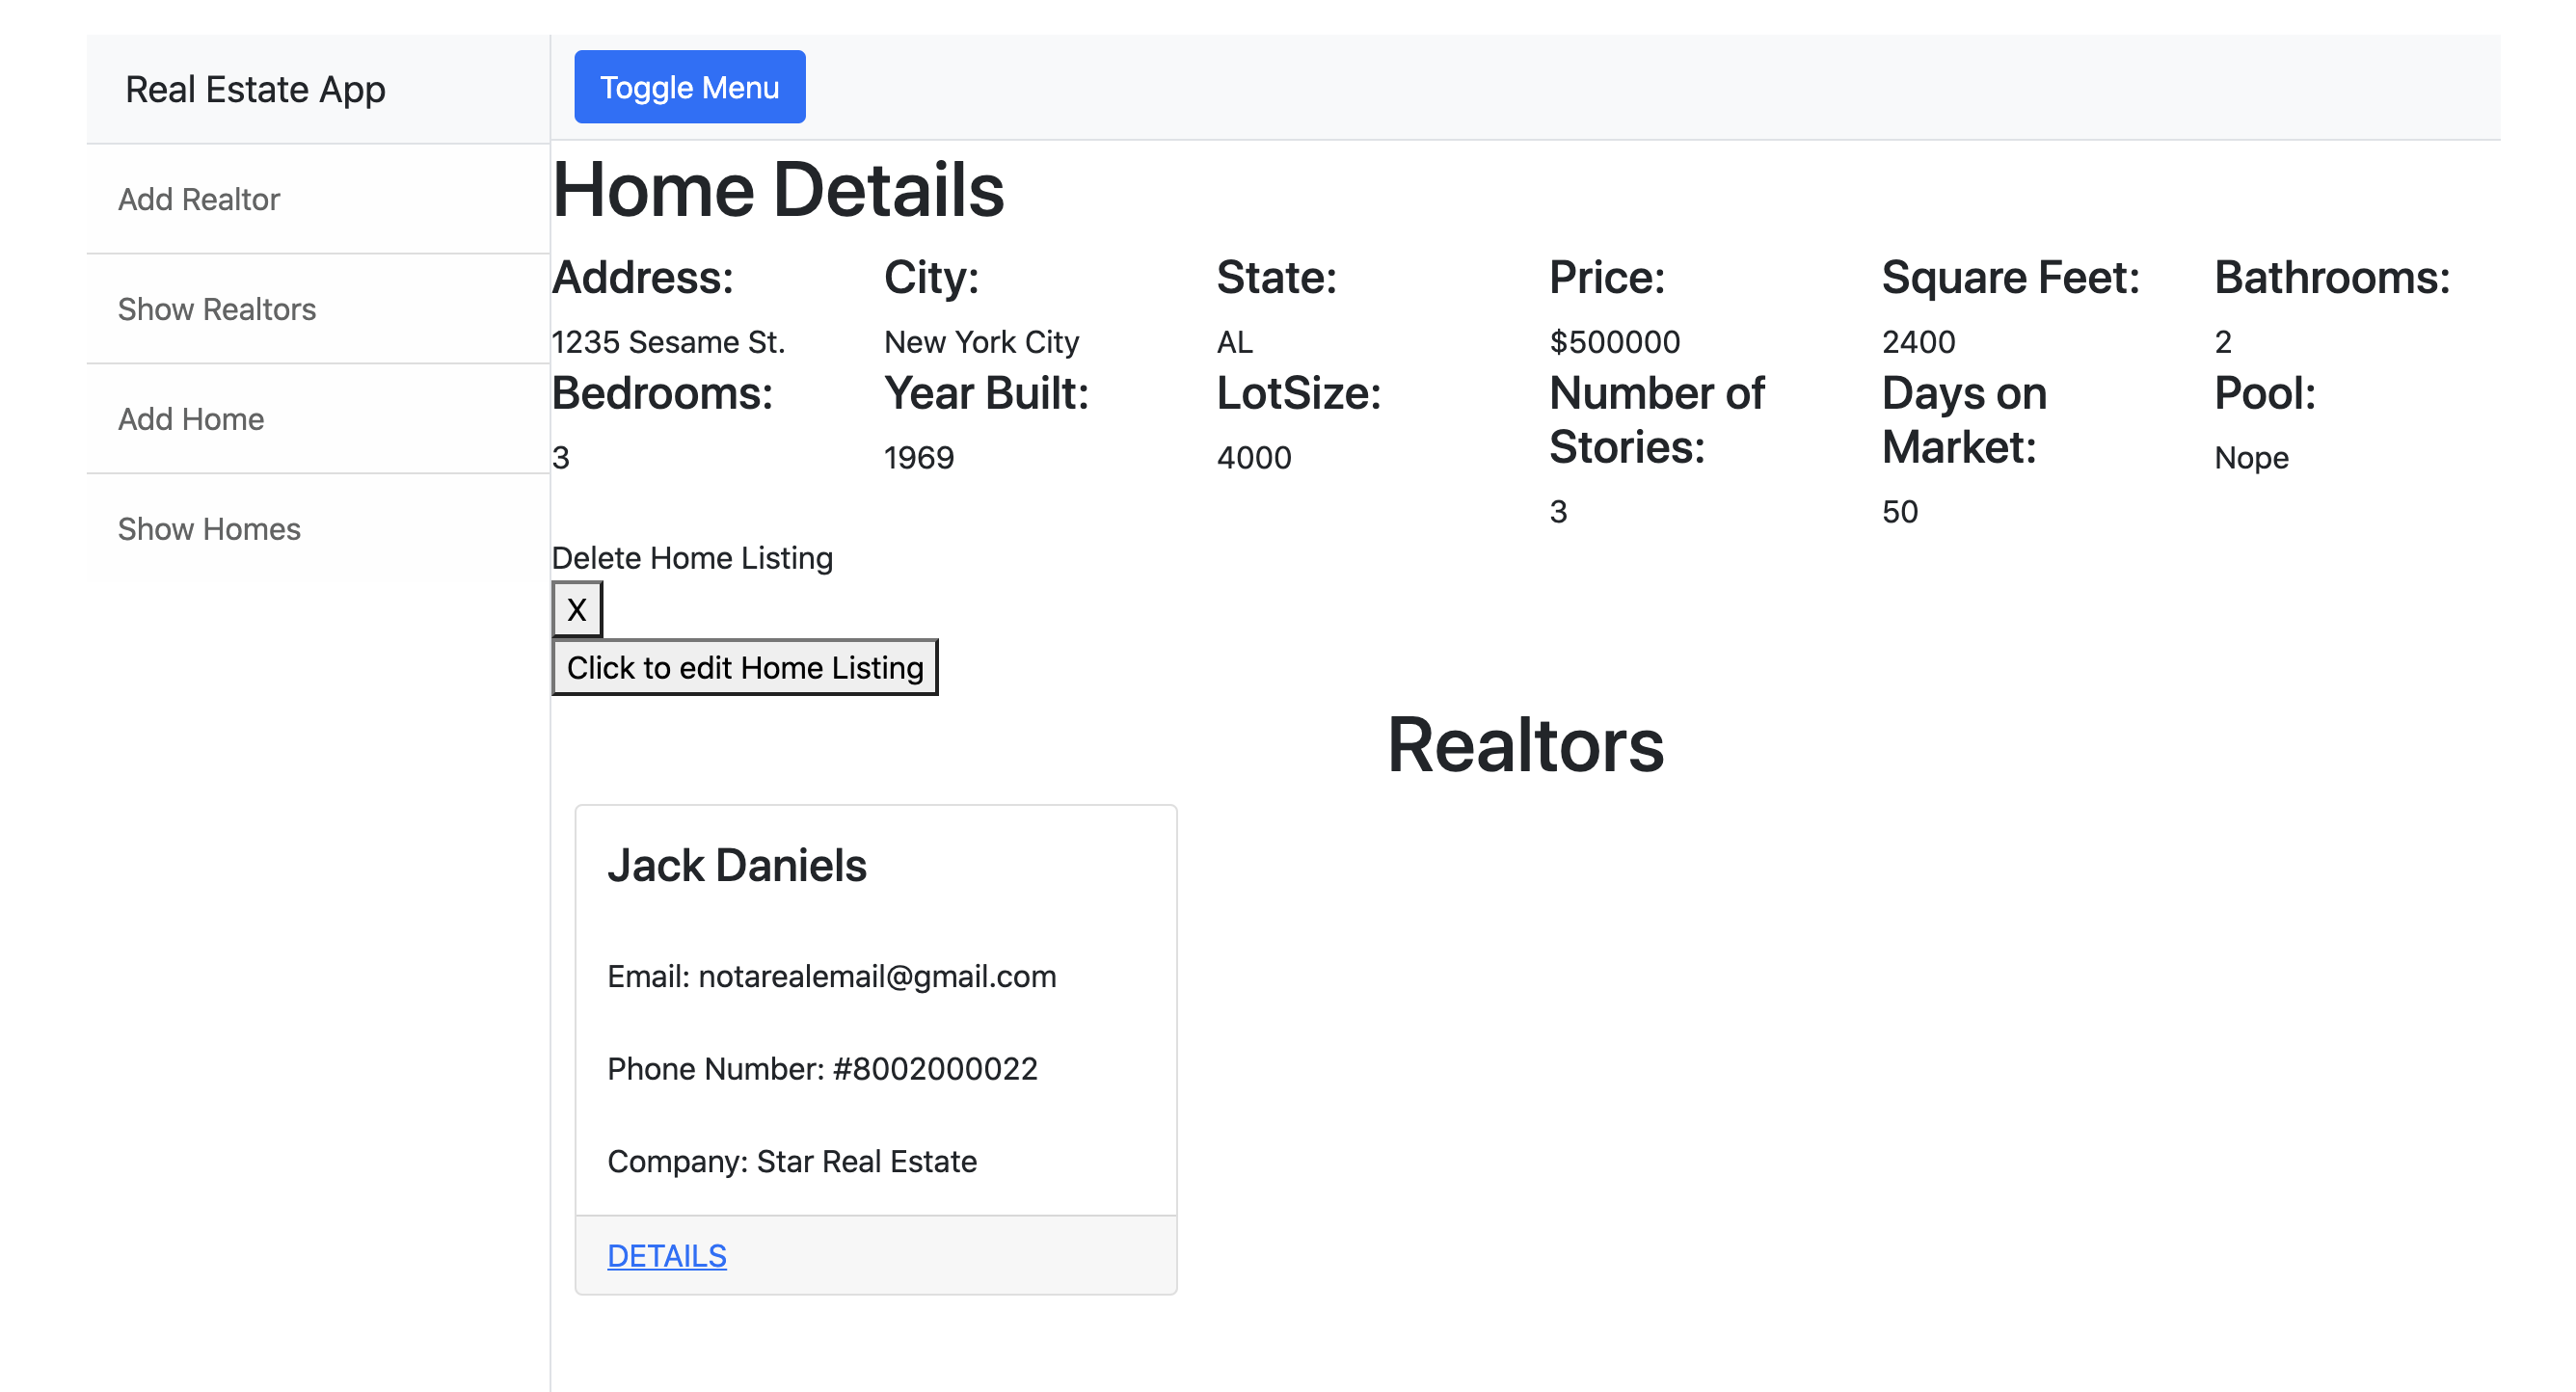 Real Estate App
Toggle Menu
Add Realtor
Show Realtors
Add Home
Show Homes
Home Details
Address: City: State: Price: Square Feet: Bathrooms:
1235 Sesame St. New York City AL $500000 2400 2
Bedrooms: Year Built: LotSize: Number of Days on Pool:
Stories: Market:
3 1969 4000 Nope
3 50
Delete Home Listing
X
Click to edit Home Listing
Realtors
Jack Daniels
Email: notarealemail@gmail.com
Phone Number: #8002000022
Company: Star Real Estate
DETAILS